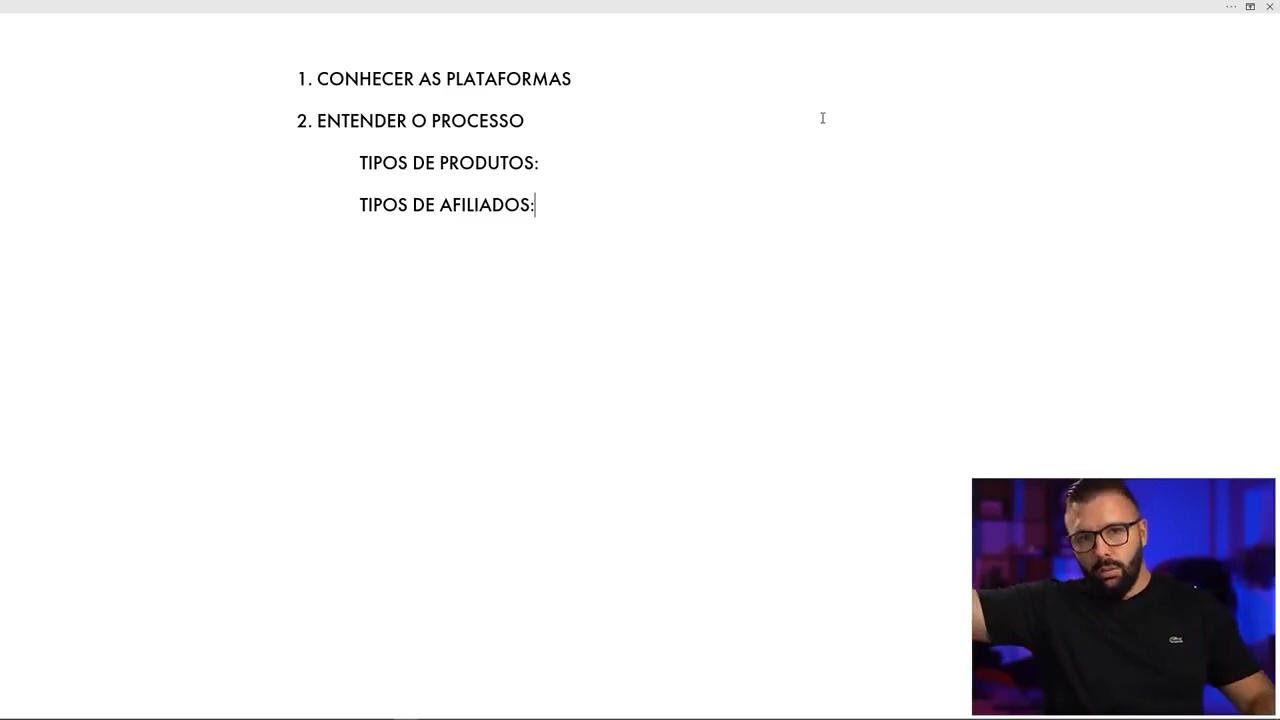 1. CONHECER AS PLATAFORMAS
2. ENTENDER O PROCESSO
TIPOS DE PRODUTOS:
TIPOS DE AFILIADOS: